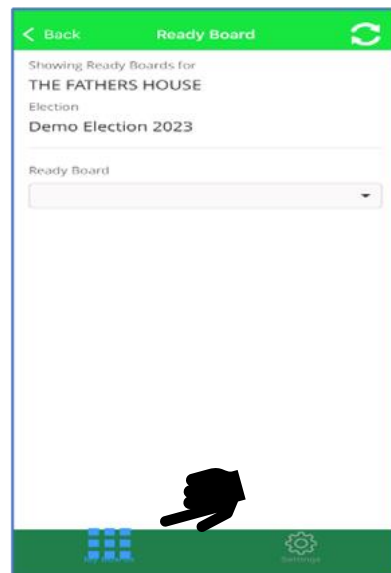 Back Ready Board
Showing Ready Boards for
THE FATHERS HOUSE
Election
Demo Election 2023
Ready Board
Settings